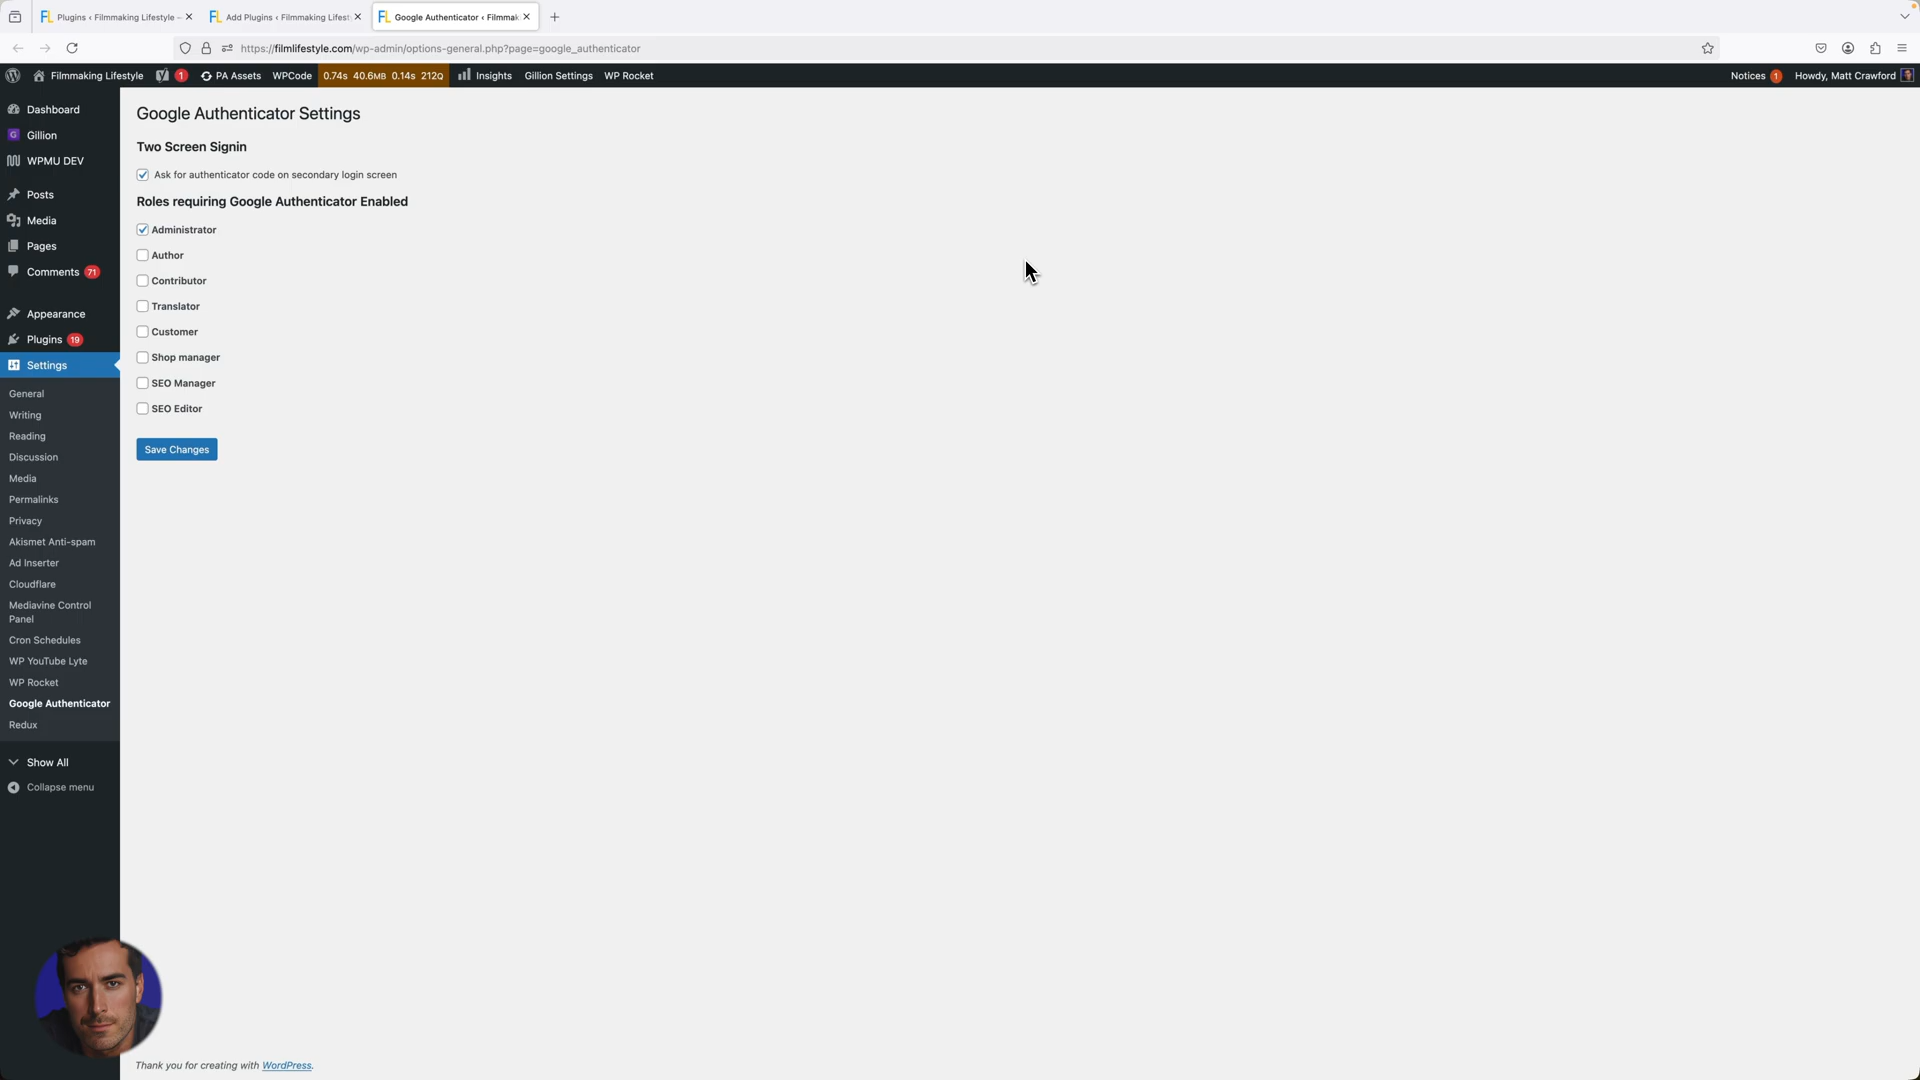 Plugins ‹ Filmmaking Lifestyle —
Add Plugins ‹ Filmmaking Lifest
Google Authenticator ‹ Filmmak
https://filmlifestyle.com/wp-admin/options-general.php?page=google_authenticator
Filmmaking Lifestyle 1 PA Assets WPCode 0.74s 40.6MB 0.14s 212Q Insights Gillion Settings WP Rocket Notices 1 Howdy, Matt Crawford
Dashboard
G Gillion
WPMU DEV
Posts
Media
Pages
Comments 71
Appearance
Plugins 19
Settings
General
Writing
Reading
Discussion
Media
Permalinks
Privacy
Akismet Anti-spam
Ad Inserter
Cloudflare
Mediavine Control
Panel
Cron Schedules
WP YouTube Lyte
WP Rocket
Google Authenticator
Redux
Show All
Collapse menu
Google Authenticator Settings
Two Screen Signin
Ask for authenticator code on secondary login screen
Roles requiring Google Authenticator Enabled
Administrator
Author
Contributor
Translator
Customer
Shop manager
SEO Manager
SEO Editor
Save Changes
Thank you for creating with WordPress.